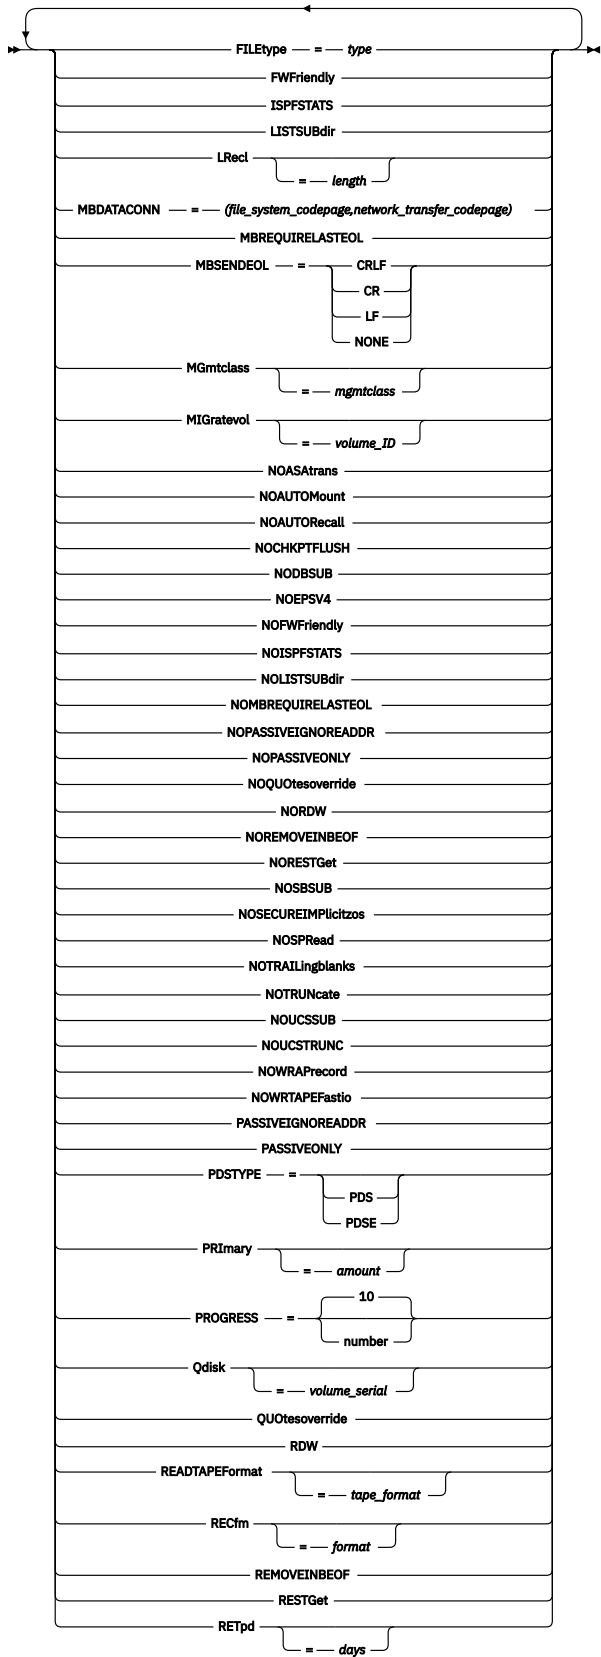 FILEtype = type
FWFriendly
ISPFSTATS
LISTSUBdir
LRecl
= length
MBDATACONN = (file_system_codepage,network_transfer_codepage)
MBREQUIRELASTEOL
MBSENDEOL = CRLF
CR
LF
NONE
MGmtclass
= mgmtclass
MIGratevol
= volume_ID
NOASAtrans
NOAUTOMount
NOAUTORecall
NOCHKPTFLUSH
NODBSUB
NOEPSV4
NOFWFriendly
NOISPFSTATS
NOLISTSUBdir
NOMBREQUIRELASTEOL
NOPASSIVEIGNOREADDR
NOPASSIVEONLY
NOQUOtesoverride
NORDW
NOREMOVEINBEOF
NORESTGet
NOSBSUB
NOSECUREIMPlicitzos
NOSPRead
NOTRAILingblanks
NOTRUNcate
NOUCSSUB
NOUCSTRUNC
NOWRAPrecord
NOWRTAPEFastio
PASSIVEIGNOREADDR
PASSIVEONLY
PDSTYPE =
PDS
PDSE
PRImary
= amount
10
PROGRESS =
number
Qdisk
= volume_serial
QUOtesoverride
RDW
READTAPEFormat
= tape_format
RECfm
= format
REMOVEINBEOF
RESTGet
RETpd
= days